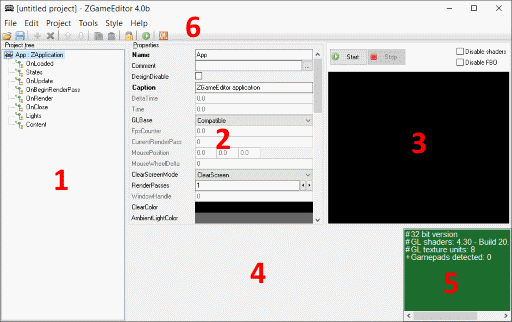 [untitled project] - ZGameEditor 4.0b
File Edit Project Tools Style Help
6
Project tree
App : ZApplication
OnLoaded
States
OnUpdate
OnBeginRenderPass
OnRender
OnClose
Lights
Content
1
Properties
Name App
Comment ...
DesignDisable
Caption ZGameEditor application
DeltaTime 0.0
Time 0.0
GLBase Compatible
FpsCounter 0.0
CurrentRenderPass 0
MousePosition 0.0 0.0 0.0
MouseWheelDelta 0
ClearScreenMode ClearScreen
RenderPasses 1
WindowHandle 0
ClearColor
AmbientLightColor
2
Start Stop
Disable shaders
Disable FBO
3
4
# 32 bit version
# GL shaders: 4.30 - Build 20.
# GL texture units: 8
+ Gamepads detected: 0
5